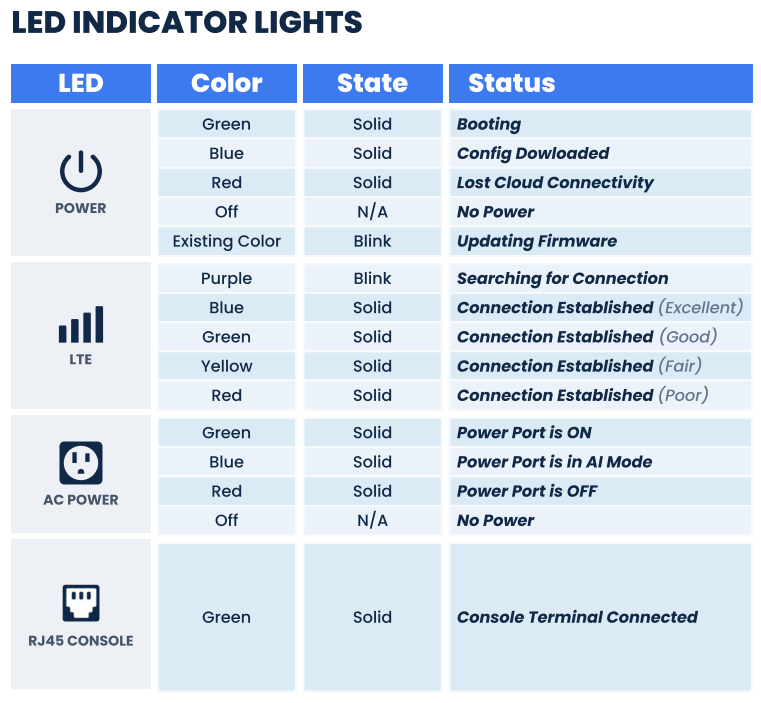 LED INDICATOR LIGHTS
LED Color State Status
POWER
Green Solid Booting
Blue Solid Config Dowloaded
Red Solid Lost Cloud Connectivity
Off N/A No Power
Existing Color Blink Updating Firmware
LTE
Purple Blink Searching for Connection
Blue Solid Connection Established (Excellent)
Green Solid Connection Established (Good)
Yellow Solid Connection Established (Fair)
Red Solid Connection Established (Poor)
AC POWER
Green Solid Power Port is ON
Blue Solid Power Port is in AI Mode
Red Solid Power Port is OFF
Off N/A No Power
RJ45 CONSOLE
Green Solid Console Terminal Connected